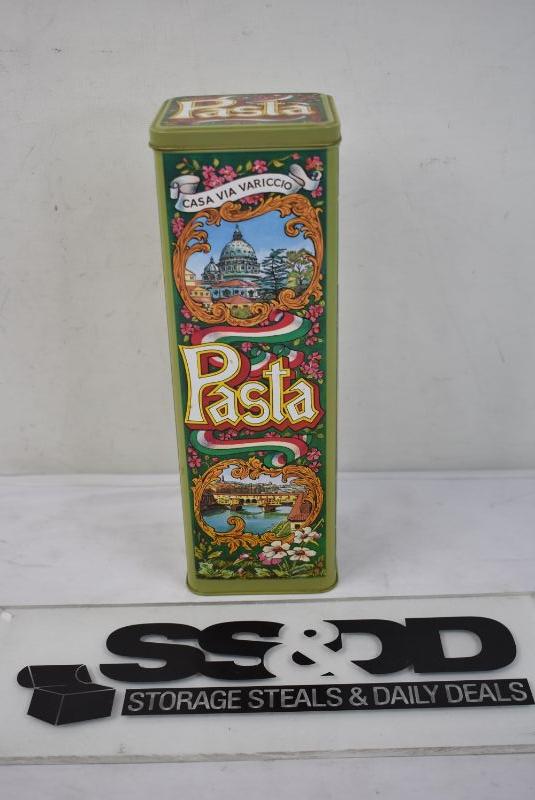 Pasta
CASA VIA VARICCIO
Pasta
SS&DD
STORAGE STEALS & DAILY DEALS